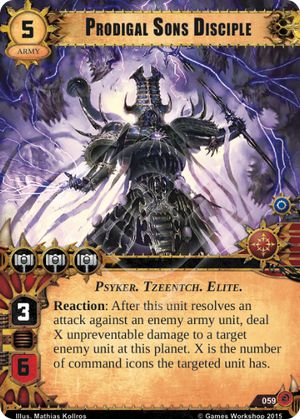 5
ARMY
PRODIGAL SONS DISCIPLE
PSYKER. TZEENTCH. ELITE.
3
6
Reaction: After this unit resolves an
attack against an enemy army unit, deal
X unpreventable damage to a target
enemy unit at this planet. X is the number
of command icons the targeted unit has.
059
Illus. Mathias Kollros
© Games Workshop 2015